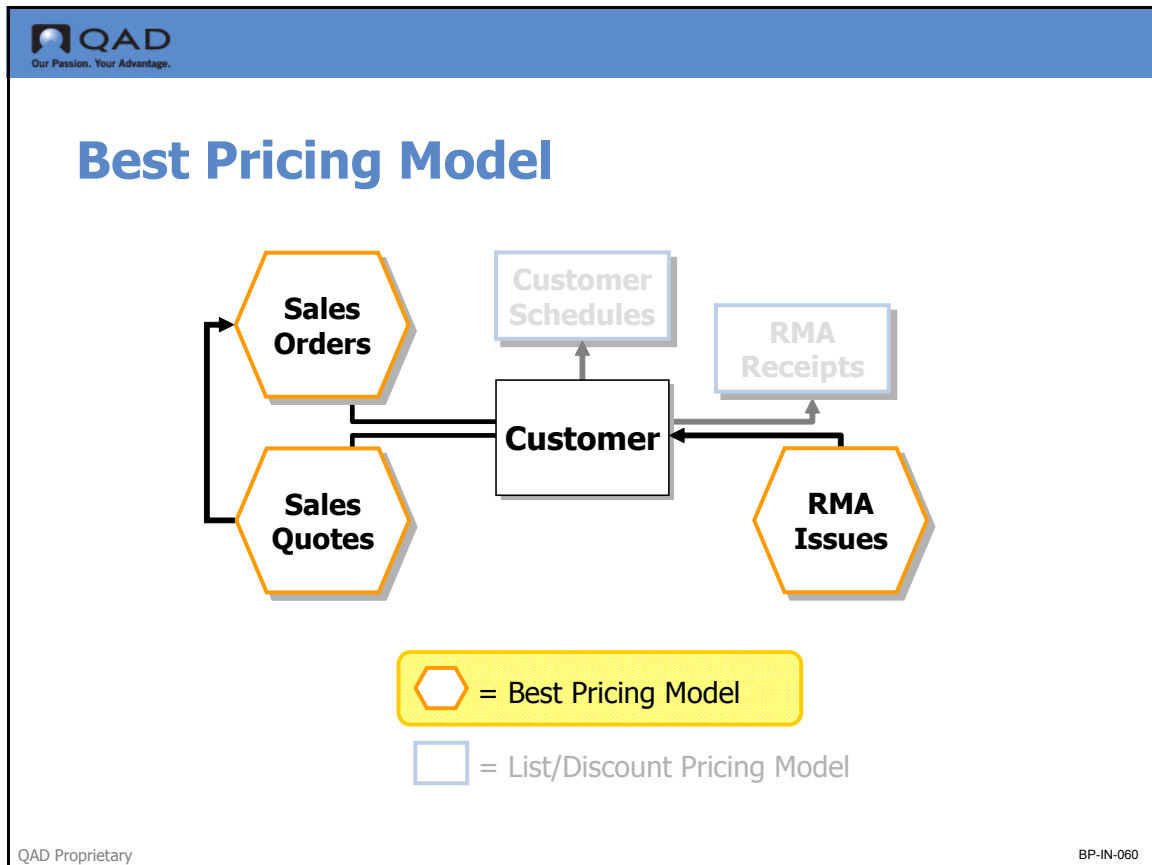 QAD
Our Passion. Your Advantage.
Best Pricing Model
Sales
Orders
Customer
Schedules
RMA
Receipts
Customer
Sales
Quotes
RMA
Issues
= Best Pricing Model
= List/Discount Pricing Model
QAD Proprietary
BP-IN-060